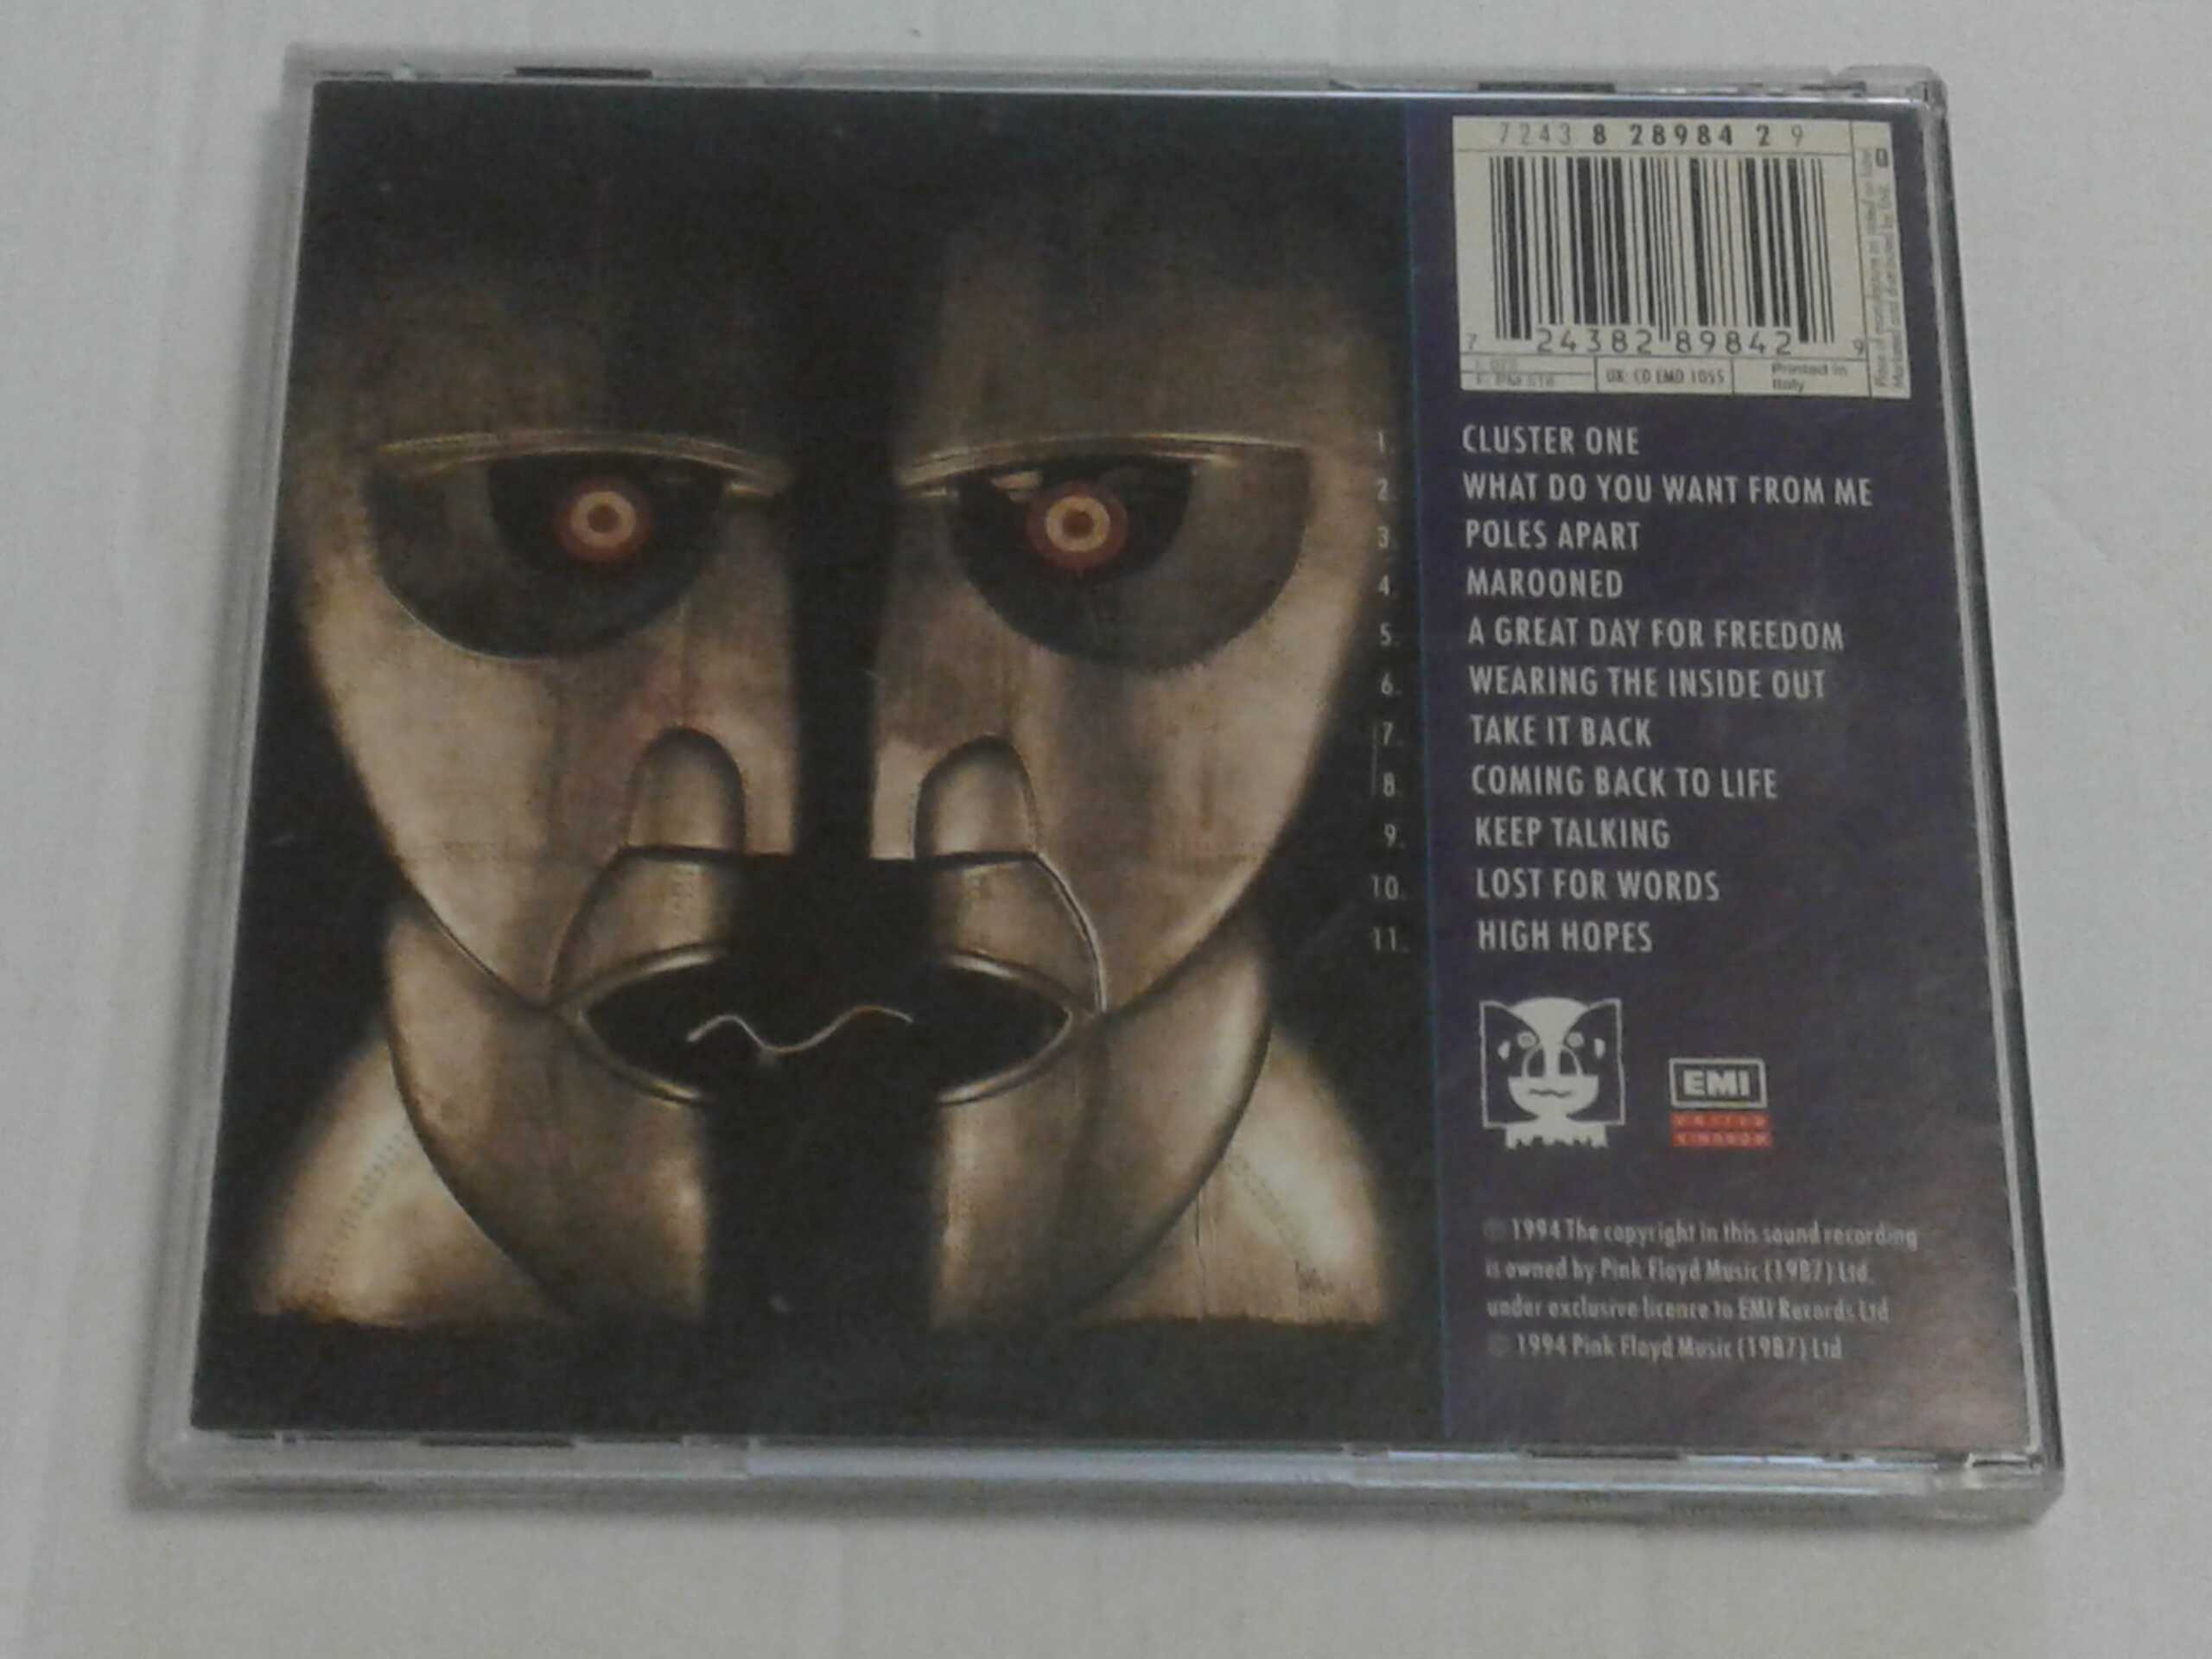 7243 8 28984 2 9
7 24382 89842 9
UK: CD EMD 1055
Printed in
Italy
1. CLUSTER ONE
2. WHAT DO YOU WANT FROM ME
3. POLES APART
4. MAROONED
5. A GREAT DAY FOR FREEDOM
6. WEARING THE INSIDE OUT
7. TAKE IT BACK
8. COMING BACK TO LIFE
9. KEEP TALKING
10. LOST FOR WORDS
11. HIGH HOPES
EMI
UNITED
KINGDOM
1994 The copyright in this sound recording
is owned by Pink Floyd Music (1987) Ltd.
under exclusive licence to EMI Records Ltd
1994 Pink Floyd Music (1987) Ltd